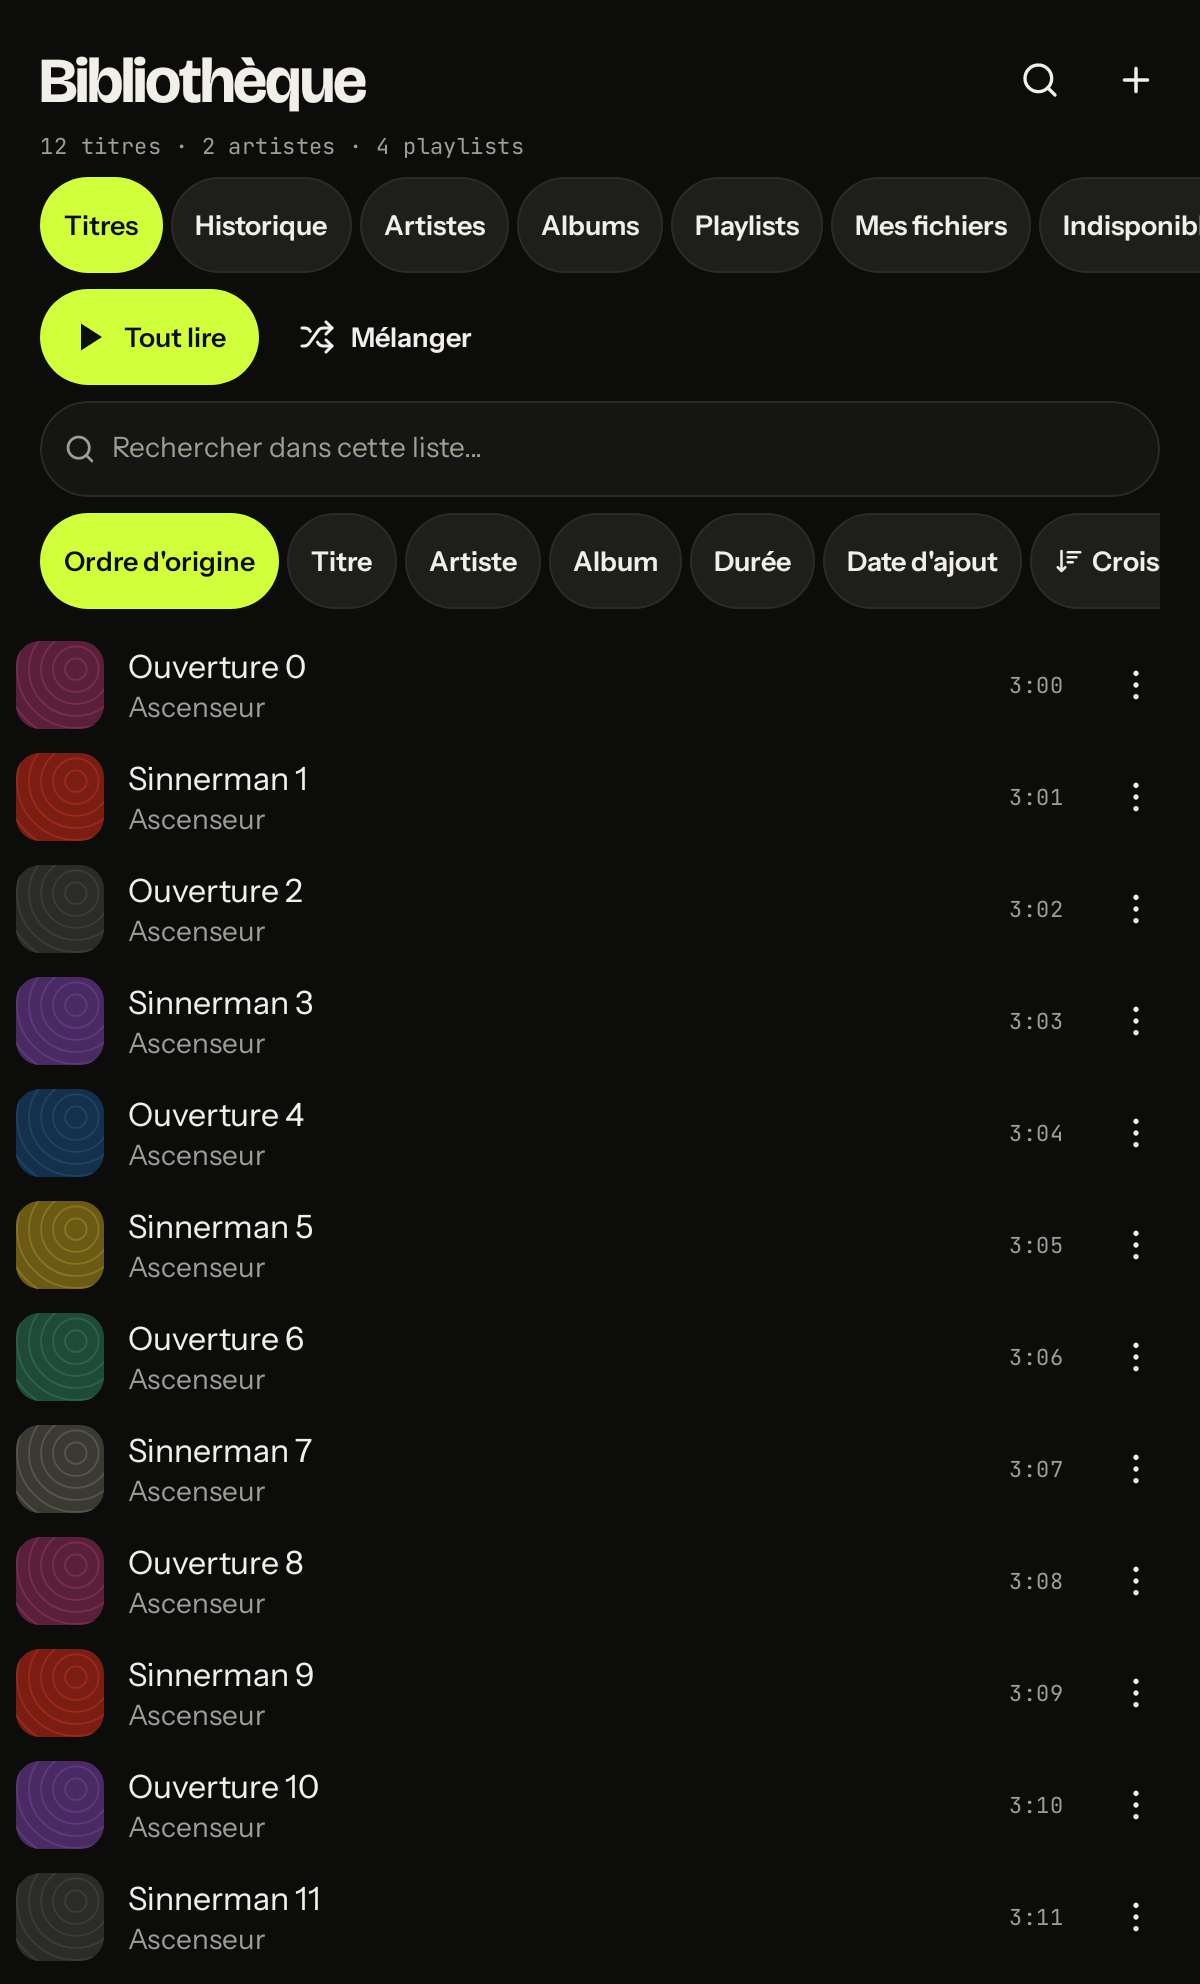 Bibliothèque
12 titres · 2 artistes · 4 playlists
Titres Historique Artistes Albums Playlists Mes fichiers Indisponibl
Tout lire Mélanger
Rechercher dans cette liste...
Ordre d'origine Titre Artiste Album Durée Date d'ajout Crois
Ouverture 0
Ascenseur
3:00
Sinnerman 1
Ascenseur
3:01
Ouverture 2
Ascenseur
3:02
Sinnerman 3
Ascenseur
3:03
Ouverture 4
Ascenseur
3:04
Sinnerman 5
Ascenseur
3:05
Ouverture 6
Ascenseur
3:06
Sinnerman 7
Ascenseur
3:07
Ouverture 8
Ascenseur
3:08
Sinnerman 9
Ascenseur
3:09
Ouverture 10
Ascenseur
3:10
Sinnerman 11
Ascenseur
3:11